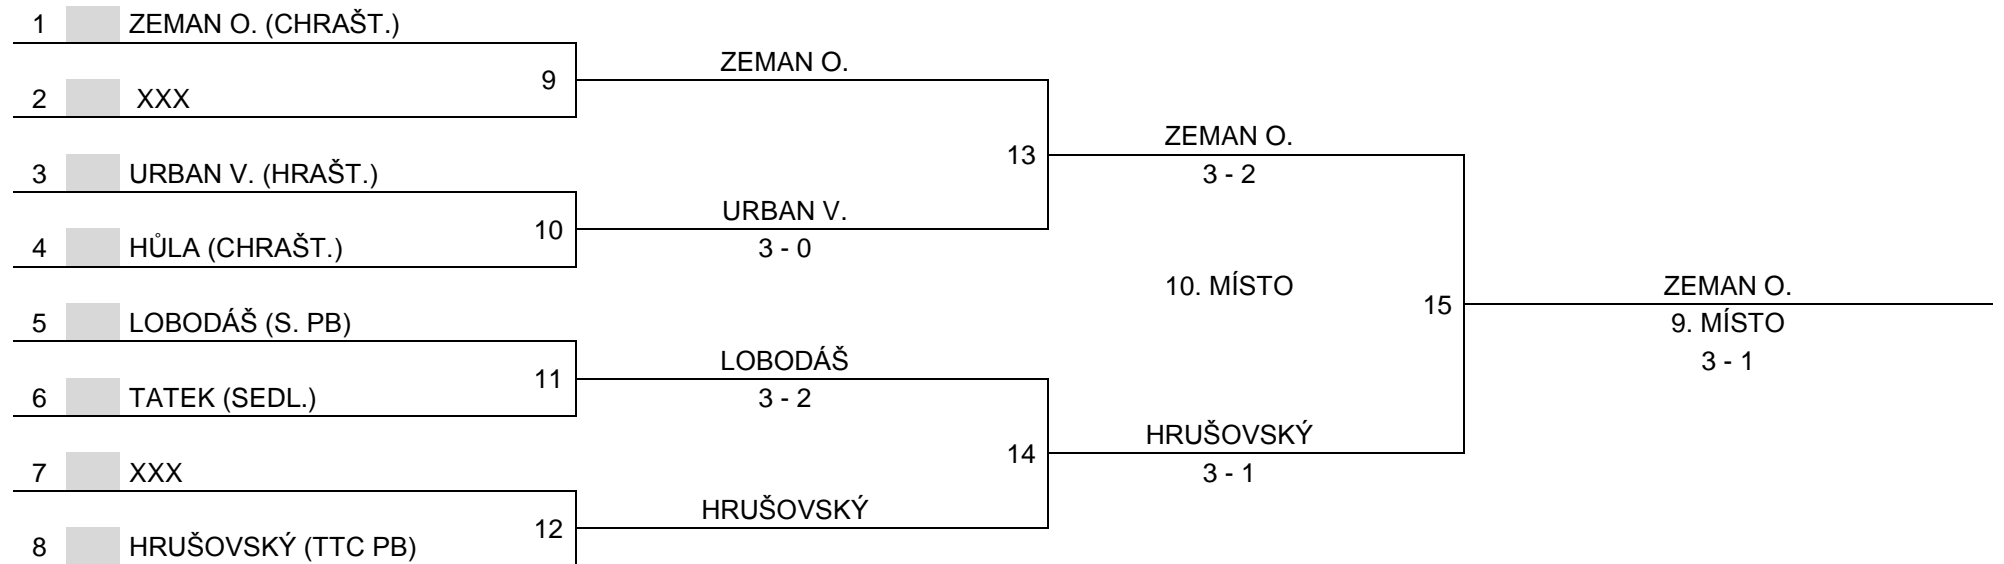 1 ZEMAN O. (CHRAŠT.)
ZEMAN O.
9
2 XXX
ZEMAN O.
13
3 URBAN V. (HRAŠT.)
3 - 2
URBAN V.
10
4 HŮLA (CHRAŠT.)
3 - 0
10. MÍSTO
ZEMAN O.
15
5 LOBODÁŠ (S. PB)
9. MÍSTO
LOBODÁŠ
3 - 1
11
6 TATEK (SEDL.)
3 - 2
HRUŠOVSKÝ
14
7 XXX
3 - 1
HRUŠOVSKÝ
12
8 HRUŠOVSKÝ (TTC PB)